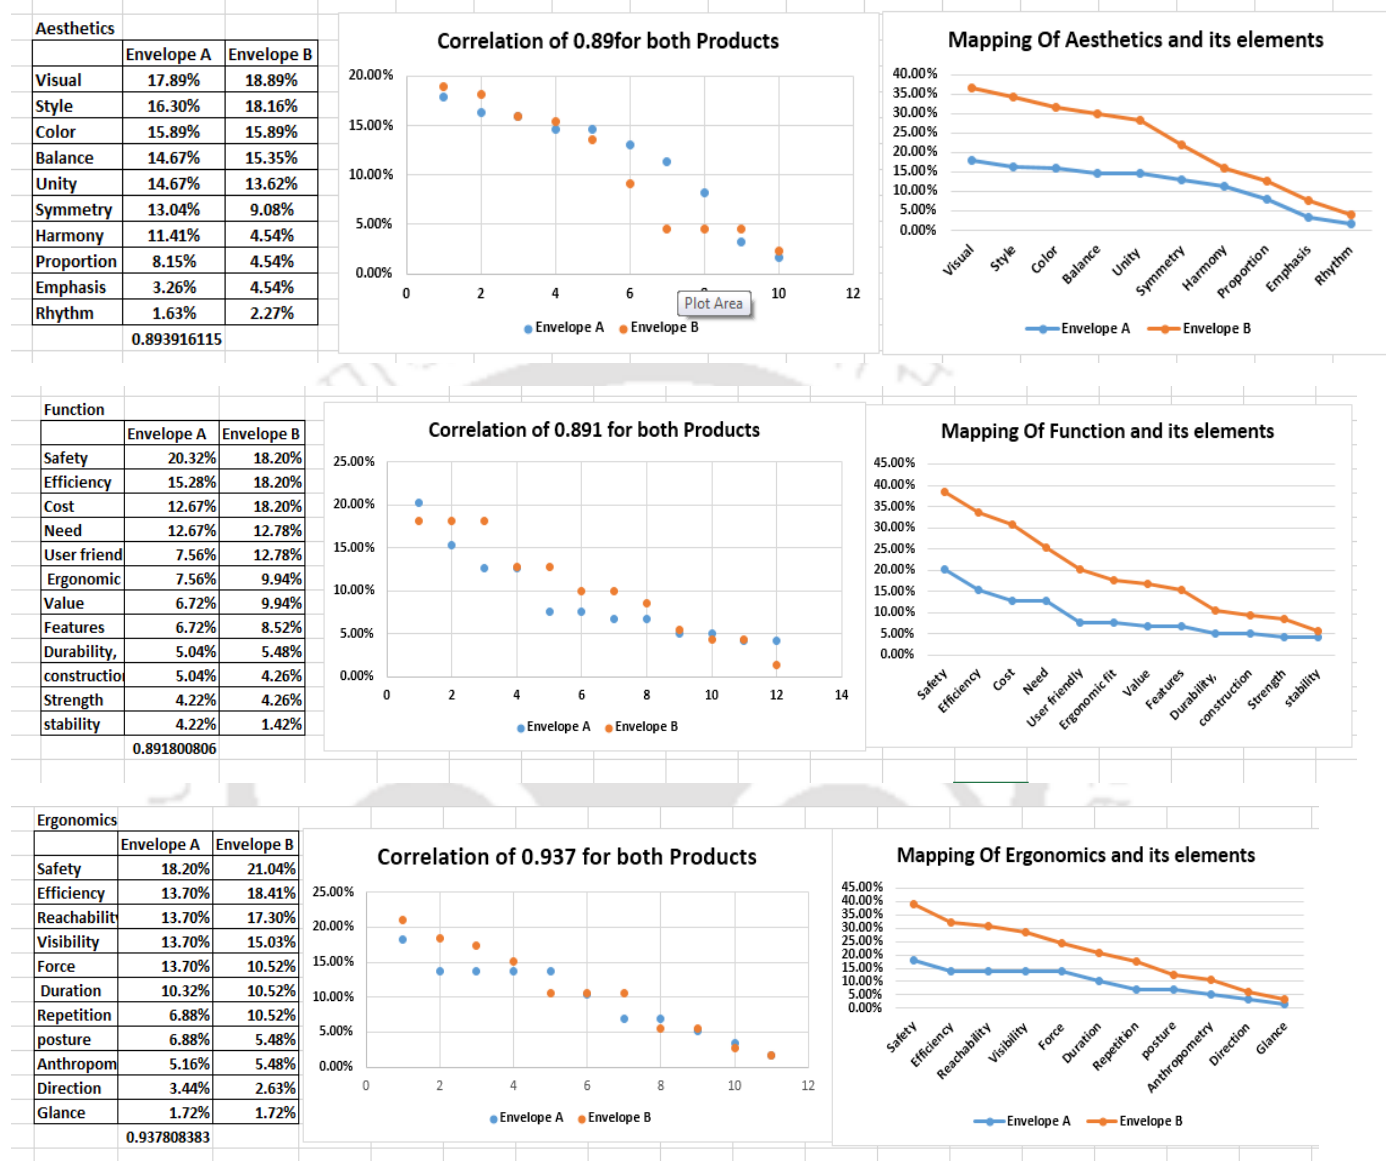 Aesthetics
Envelope A Envelope B
Visual 17.89% 18.89%
Style 16.30% 18.16%
Color 15.89% 15.89%
Balance 14.67% 15.35%
Unity 14.67% 13.62%
Symmetry 13.04% 9.08%
Harmony 11.41% 4.54%
Proportion 8.15% 4.54%
Emphasis 3.26% 4.54%
Rhythm 1.63% 2.27%
0.893916115
Correlation of 0.89for both Products
20.00%
15.00%
10.00%
5.00%
0.00%
0 2 4 6 8 10 12
Plot Area
Envelope A Envelope B
Mapping Of Aesthetics and its elements
40.00%
35.00%
30.00%
25.00%
20.00%
15.00%
10.00%
5.00%
0.00%
Visual Style Color Balance Unity Symmetry Harmony Proportion Emphasis Rhythm
Envelope A Envelope B
Function
Envelope A Envelope B
Safety 20.32% 18.20%
Efficiency 15.28% 18.20%
Cost 12.67% 18.20%
Need 12.67% 12.78%
User friend 7.56% 12.78%
Ergonomic 7.56% 9.94%
Value 6.72% 9.94%
Features 6.72% 8.52%
Durability, 5.04% 5.48%
constructio 5.04% 4.26%
Strength 4.22% 4.26%
stability 4.22% 1.42%
0.891800806
Correlation of 0.891 for both Products
25.00%
20.00%
15.00%
10.00%
5.00%
0.00%
0 2 4 6 8 10 12 14
Envelope A Envelope B
Mapping Of Function and its elements
45.00%
40.00%
35.00%
30.00%
25.00%
20.00%
15.00%
10.00%
5.00%
0.00%
Safety Efficiency Cost Need User friendly Ergonomic fit Value Features Durability, construction Strength stability
Ergonomics
Envelope A Envelope B
Safety 18.20% 21.04%
Efficiency 13.70% 18.41%
Reachability 13.70% 17.30%
Visibility 13.70% 15.03%
Force 13.70% 10.52%
Duration 10.32% 10.52%
Repetition 6.88% 10.52%
posture 6.88% 5.48%
Anthropom 5.16% 5.48%
Direction 3.44% 2.63%
Glance 1.72% 1.72%
0.937808383
Correlation of 0.937 for both Products
25.00%
20.00%
15.00%
10.00%
5.00%
0.00%
0 2 4 6 8 10 12
Envelope A Envelope B
Mapping Of Ergonomics and its elements
45.00%
40.00%
35.00%
30.00%
25.00%
20.00%
15.00%
10.00%
5.00%
0.00%
Safety Efficiency Reachability Visibility Force Duration Repetition posture Anthropometry Direction Glance
Envelope A Envelope B